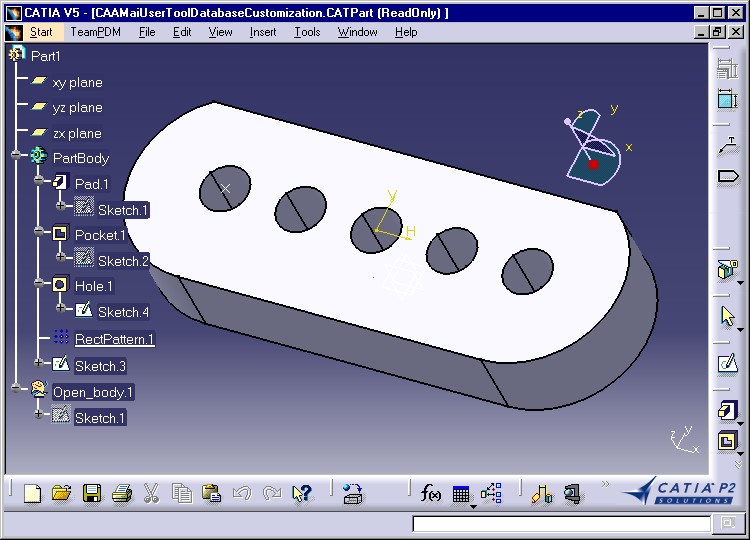 CATIA V5 - [CAAMaiUserToolDatabaseCustomization.CATPart (ReadOnly) ]
Start TeamPDM File Edit View Insert Tools Window Help
Part1
xy plane
yz plane
zx plane
PartBody
Pad.1
Sketch.1
Pocket.1
Sketch.2
Hole.1
Sketch.4
RectPattern.1
Sketch.3
Open_body.1
Sketch.1
z
y
x
y
H
z
y
x
f(x)
CATIA P2
SOLUTIONS